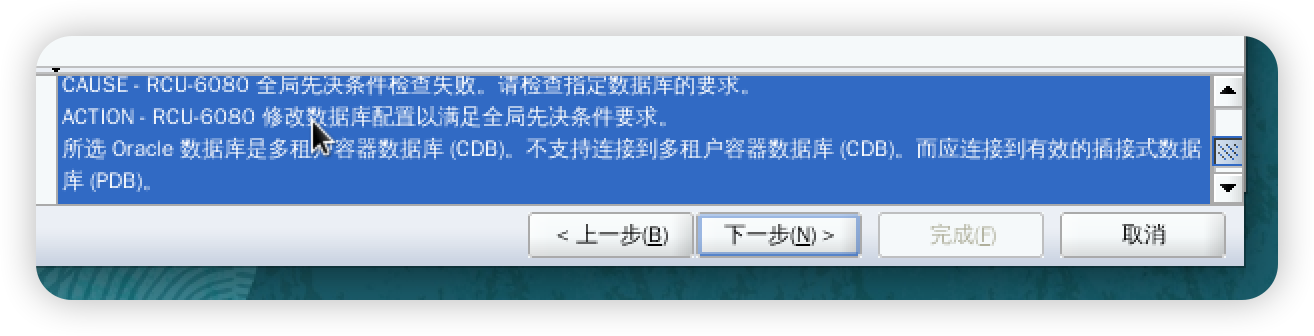 CAUSE - RCU-6080 全局先决条件检查失败。请检查指定数据库的要求。
ACTION - RCU-6080 修改数据库配置以满足全局先决条件要求。
所选 Oracle 数据库是多租户容器数据库 (CDB)。不支持连接到多租户容器数据库 (CDB)。而应连接到有效的插接式数据
库 (PDB)。
< 上一步(B) 下一步(N) > 完成(F) 取消